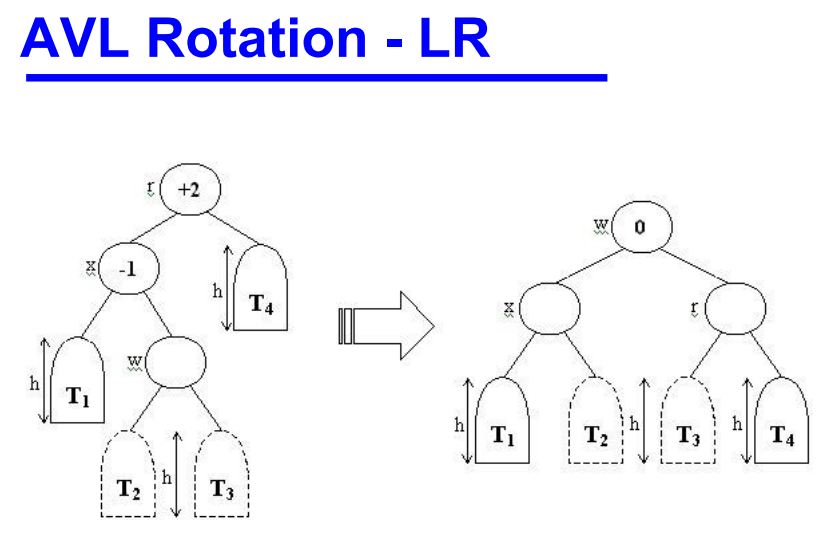 AVL Rotation - LR
r +2
x -1
h T4
h T1
w
T2 h T3
w 0
x r
h T1 T2 h T3 h T4